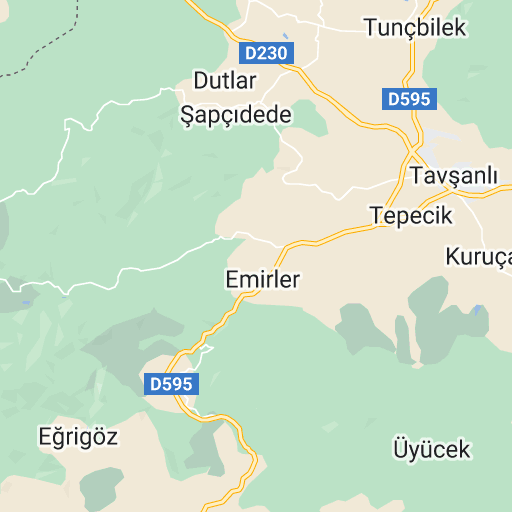 Tunçbilek
D230
Dutlar
D595
Şapçıdede
Tavşanlı
Tepecik
Kuruça
Emirler
D595
Eğrigöz
Üyücek